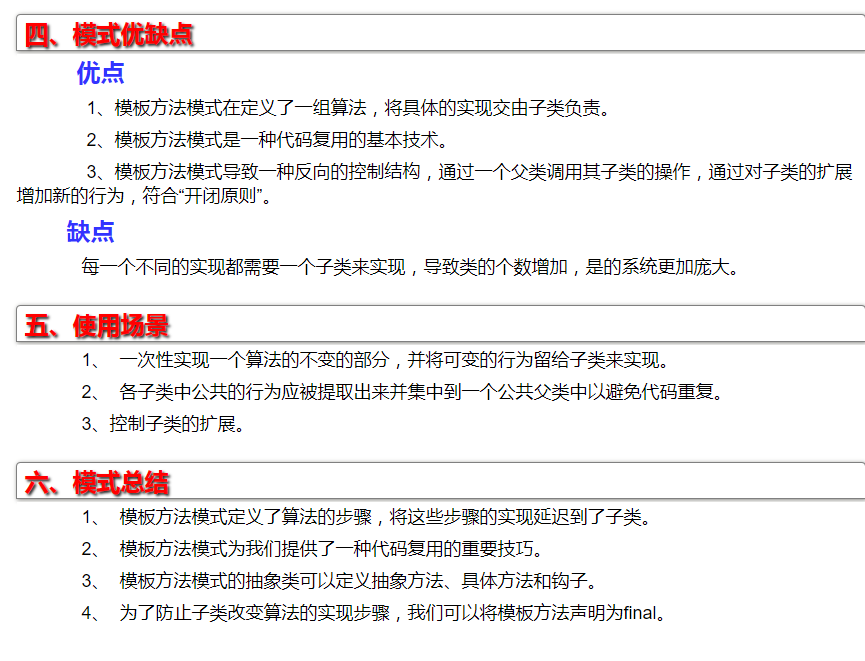 四、模式优缺点
优点
1、模板方法模式在定义了一组算法，将具体的实现交由子类负责。
2、模板方法模式是一种代码复用的基本技术。
3、模板方法模式导致一种反向的控制结构，通过一个父类调用其子类的操作，通过对子类的扩展
增加新的行为，符合“开闭原则”。
缺点
每一个不同的实现都需要一个子类来实现，导致类的个数增加，是的系统更加庞大。
五、使用场景
1、 一次性实现一个算法的不变的部分，并将可变的行为留给子类来实现。
2、 各子类中公共的行为应被提取出来并集中到一个公共父类中以避免代码重复。
3、控制子类的扩展。
六、模式总结
1、 模板方法模式定义了算法的步骤，将这些步骤的实现延迟到了子类。
2、 模板方法模式为我们提供了一种代码复用的重要技巧。
3、 模板方法模式的抽象类可以定义抽象方法、具体方法和钩子。
4、 为了防止子类改变算法的实现步骤，我们可以将模板方法声明为final。